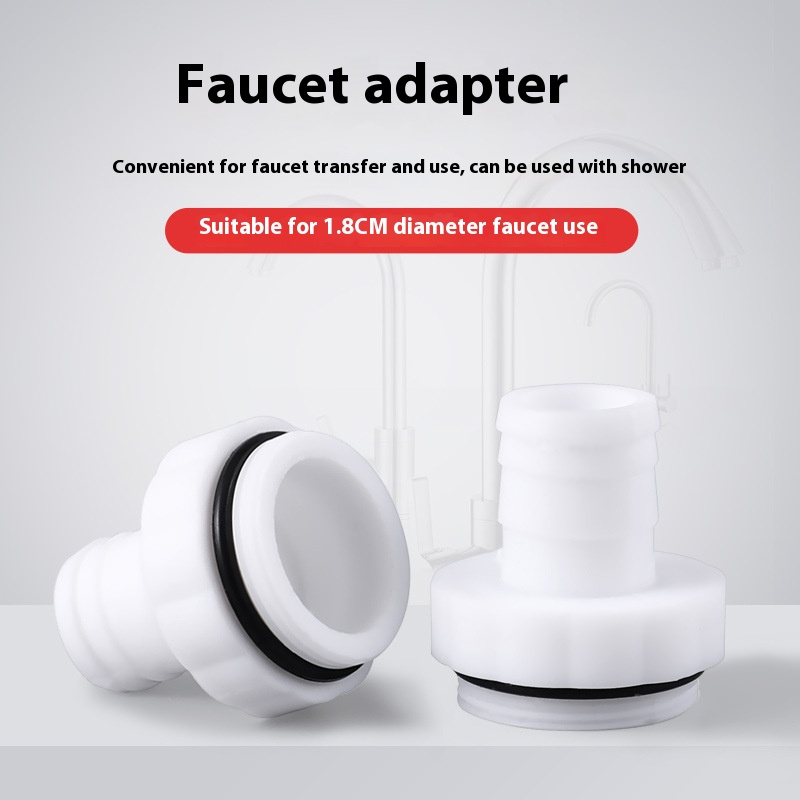 Faucet adapter
Convenient for faucet transfer and use, can be used with shower
Suitable for 1.8CM diameter faucet use